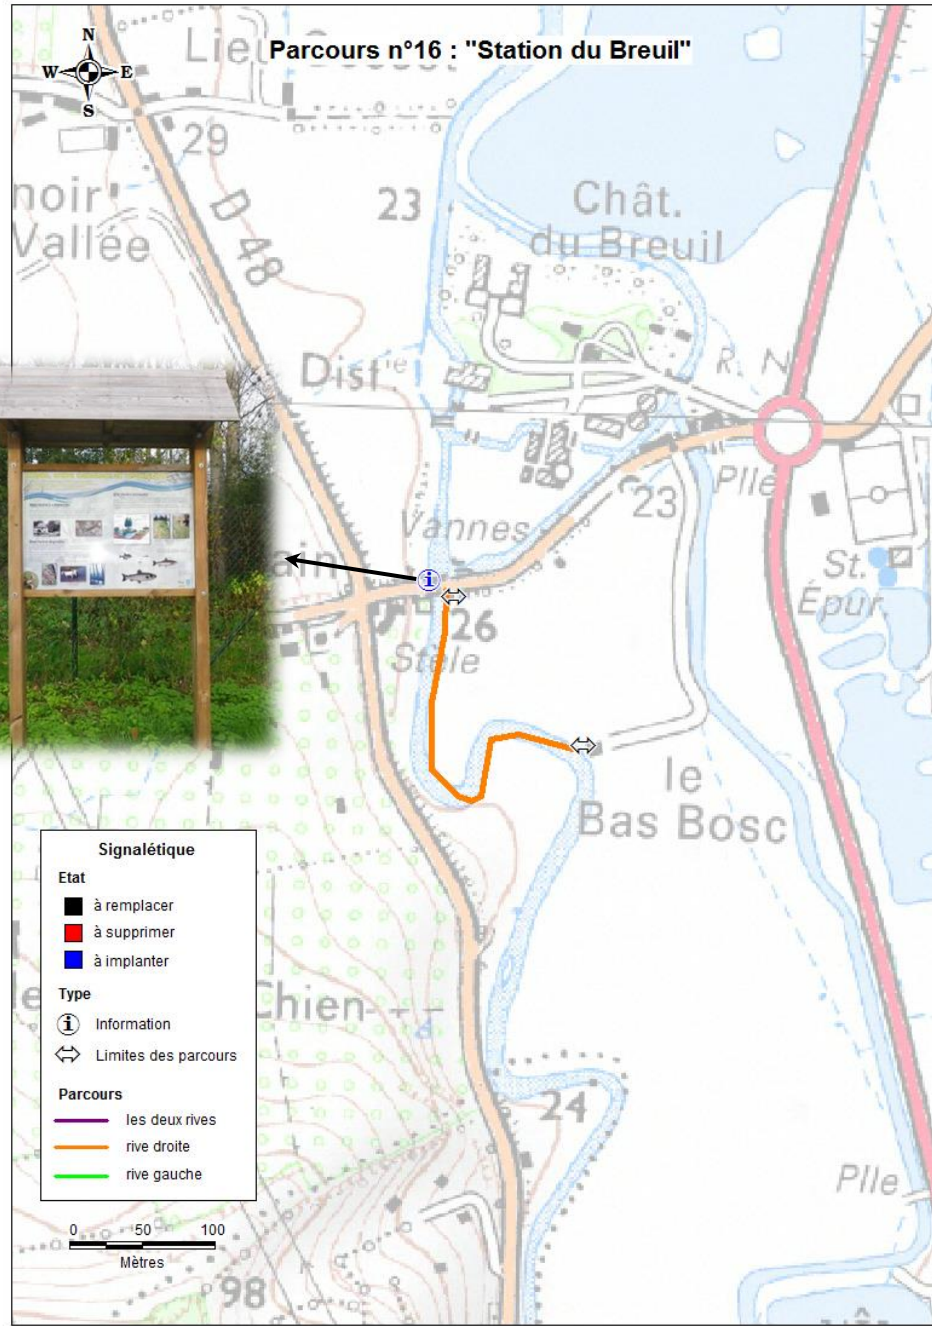 Parcours n°16 : "Station du Breuil"
N
W E
S
29
noir
Vallée
D 48
23
Chât.
du Breuil
Dist.ie
R N
Plle
23
Vannes
St.
Épur.
26
Stèle
le
Bas Bosc
Chien
24
Plle
98
Signalétique
Etat
à remplacer
à supprimer
à implanter
Type
Information
Limites des parcours
Parcours
les deux rives
rive droite
rive gauche
0 50 100
Mètres